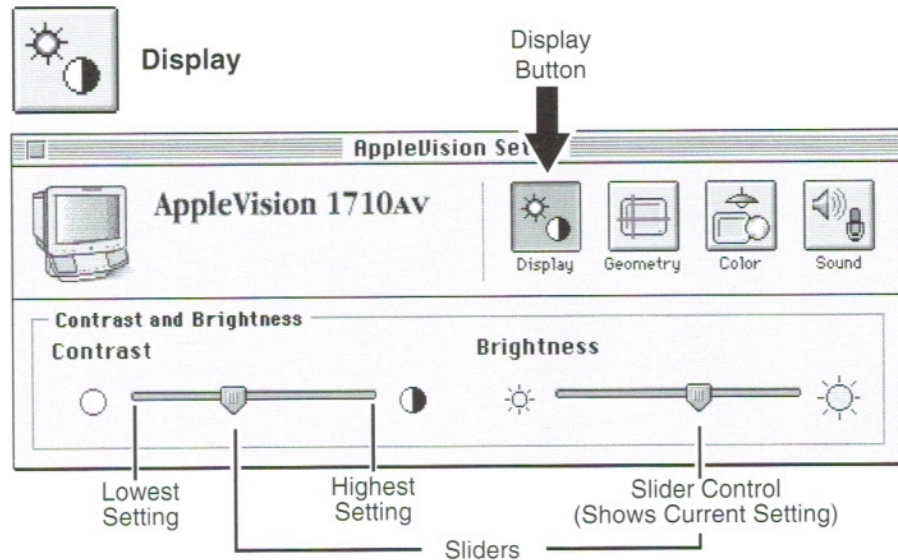 Display
Display
Button
AppleVision Set
AppleVision 1710AV
Display
Geometry
Color
Sound
Contrast and Brightness
Contrast
Brightness
Lowest
Setting
Highest
Setting
Slider Control
(Shows Current Setting)
Sliders